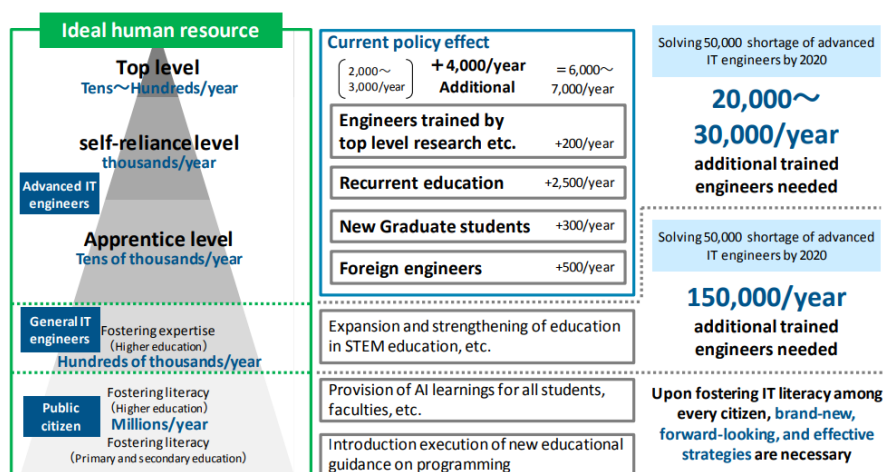 Ideal human resource
Top level
Tens～Hundreds/year
self-reliance level
thousands/year
Advanced IT
engineers
Apprentice level
Tens of thousands/year
General IT
engineers
Fostering expertise
(Higher education)
Hundreds of thousands/year
Public
citizen
Fostering literacy
(Higher education)
Millions/year
Fostering literacy
(Primary and secondary education)
Current policy effect
2,000～
3,000/year
+4,000/year
Additional
=6,000～
7,000/year
Engineers trained by
top level research etc.
+200/year
Recurrent education
+2,500/year
New Graduate students
+300/year
Foreign engineers
+500/year
Expansion and strengthening of education
in STEM education, etc.
Provision of AI learnings for all students,
faculties, etc.
Introduction execution of new educational
guidance on programming
Solving 50,000 shortage of advanced
IT engineers by 2020
20,000～
30,000/year
additional trained
engineers needed
Solving 50,000 shortage of advanced
IT engineers by 2020
150,000/year
additional trained
engineers needed
Upon fostering IT literacy among
every citizen, brand-new,
forward-looking, and effective
strategies are necessary